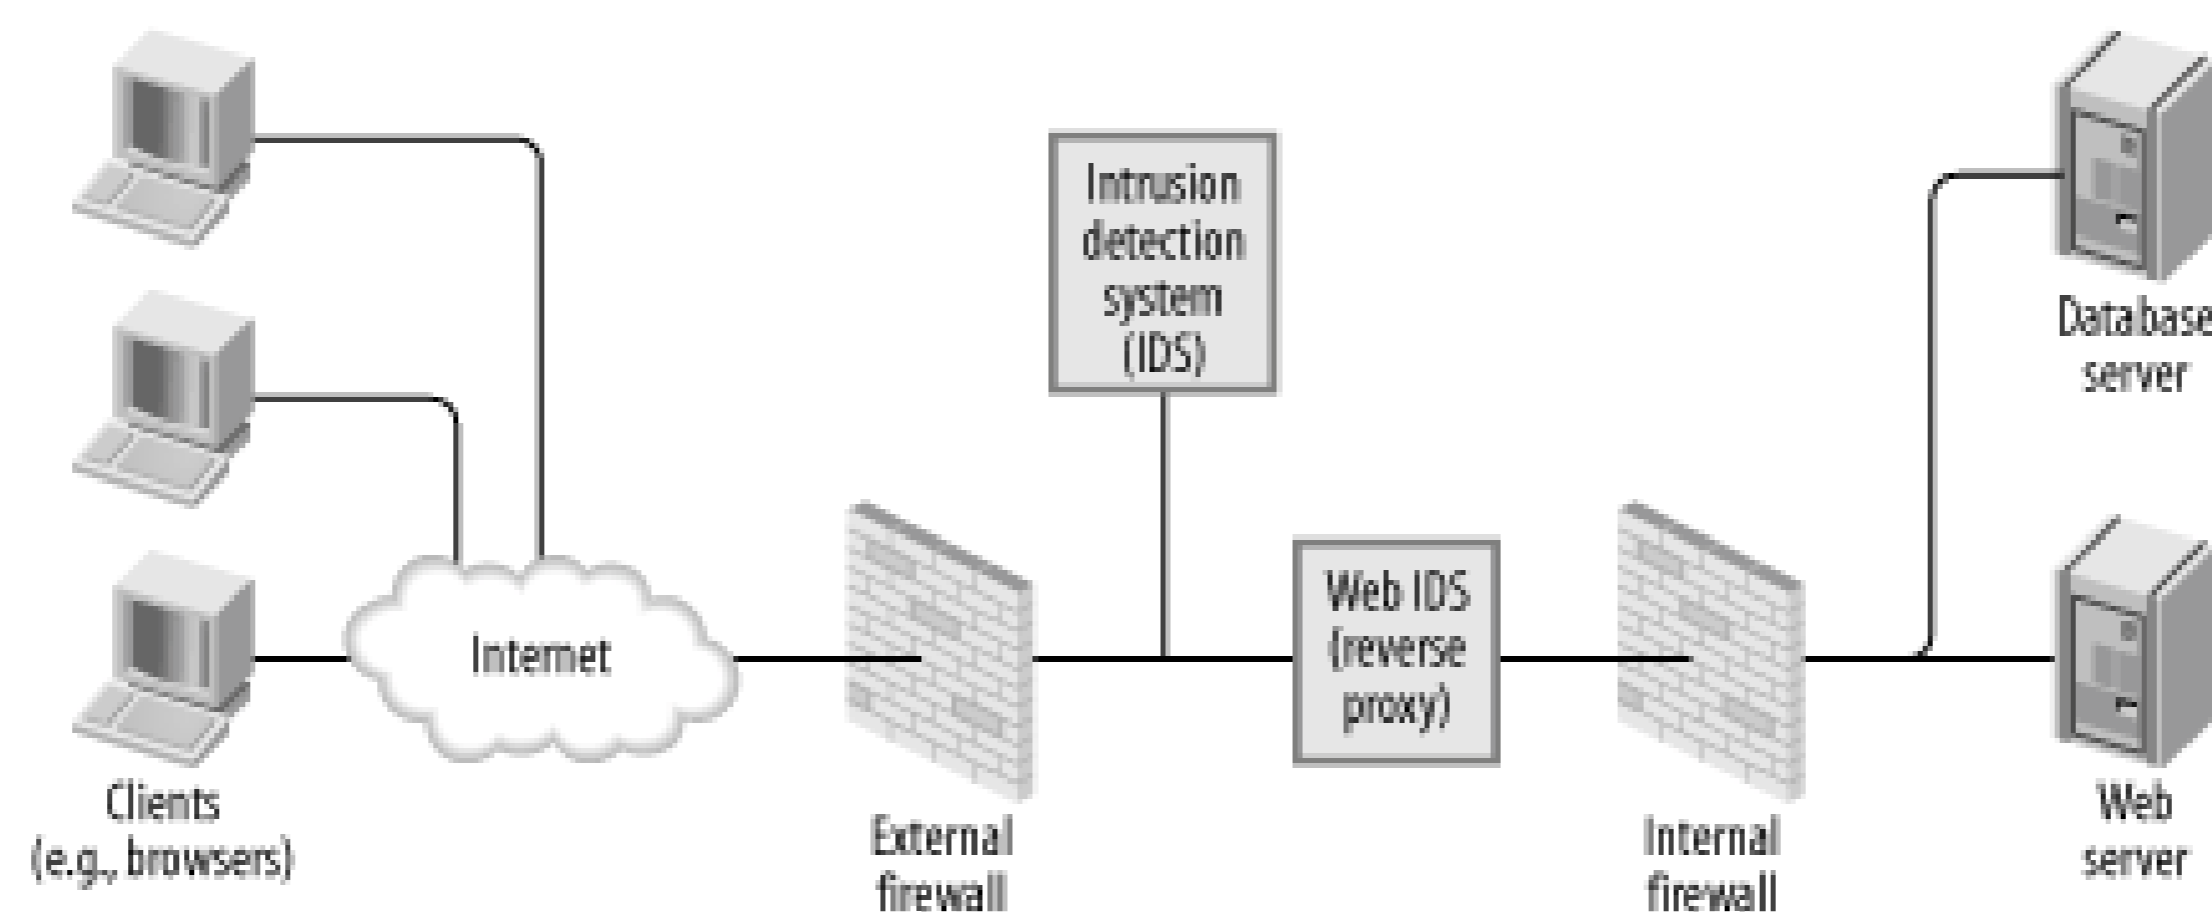 Intrusion
detection
system
(IDS)
Database
server
Internet
Web IDS
(reverse
proxy)
Clients
(e.g., browsers)
External
firewall
Internal
firewall
Web
server